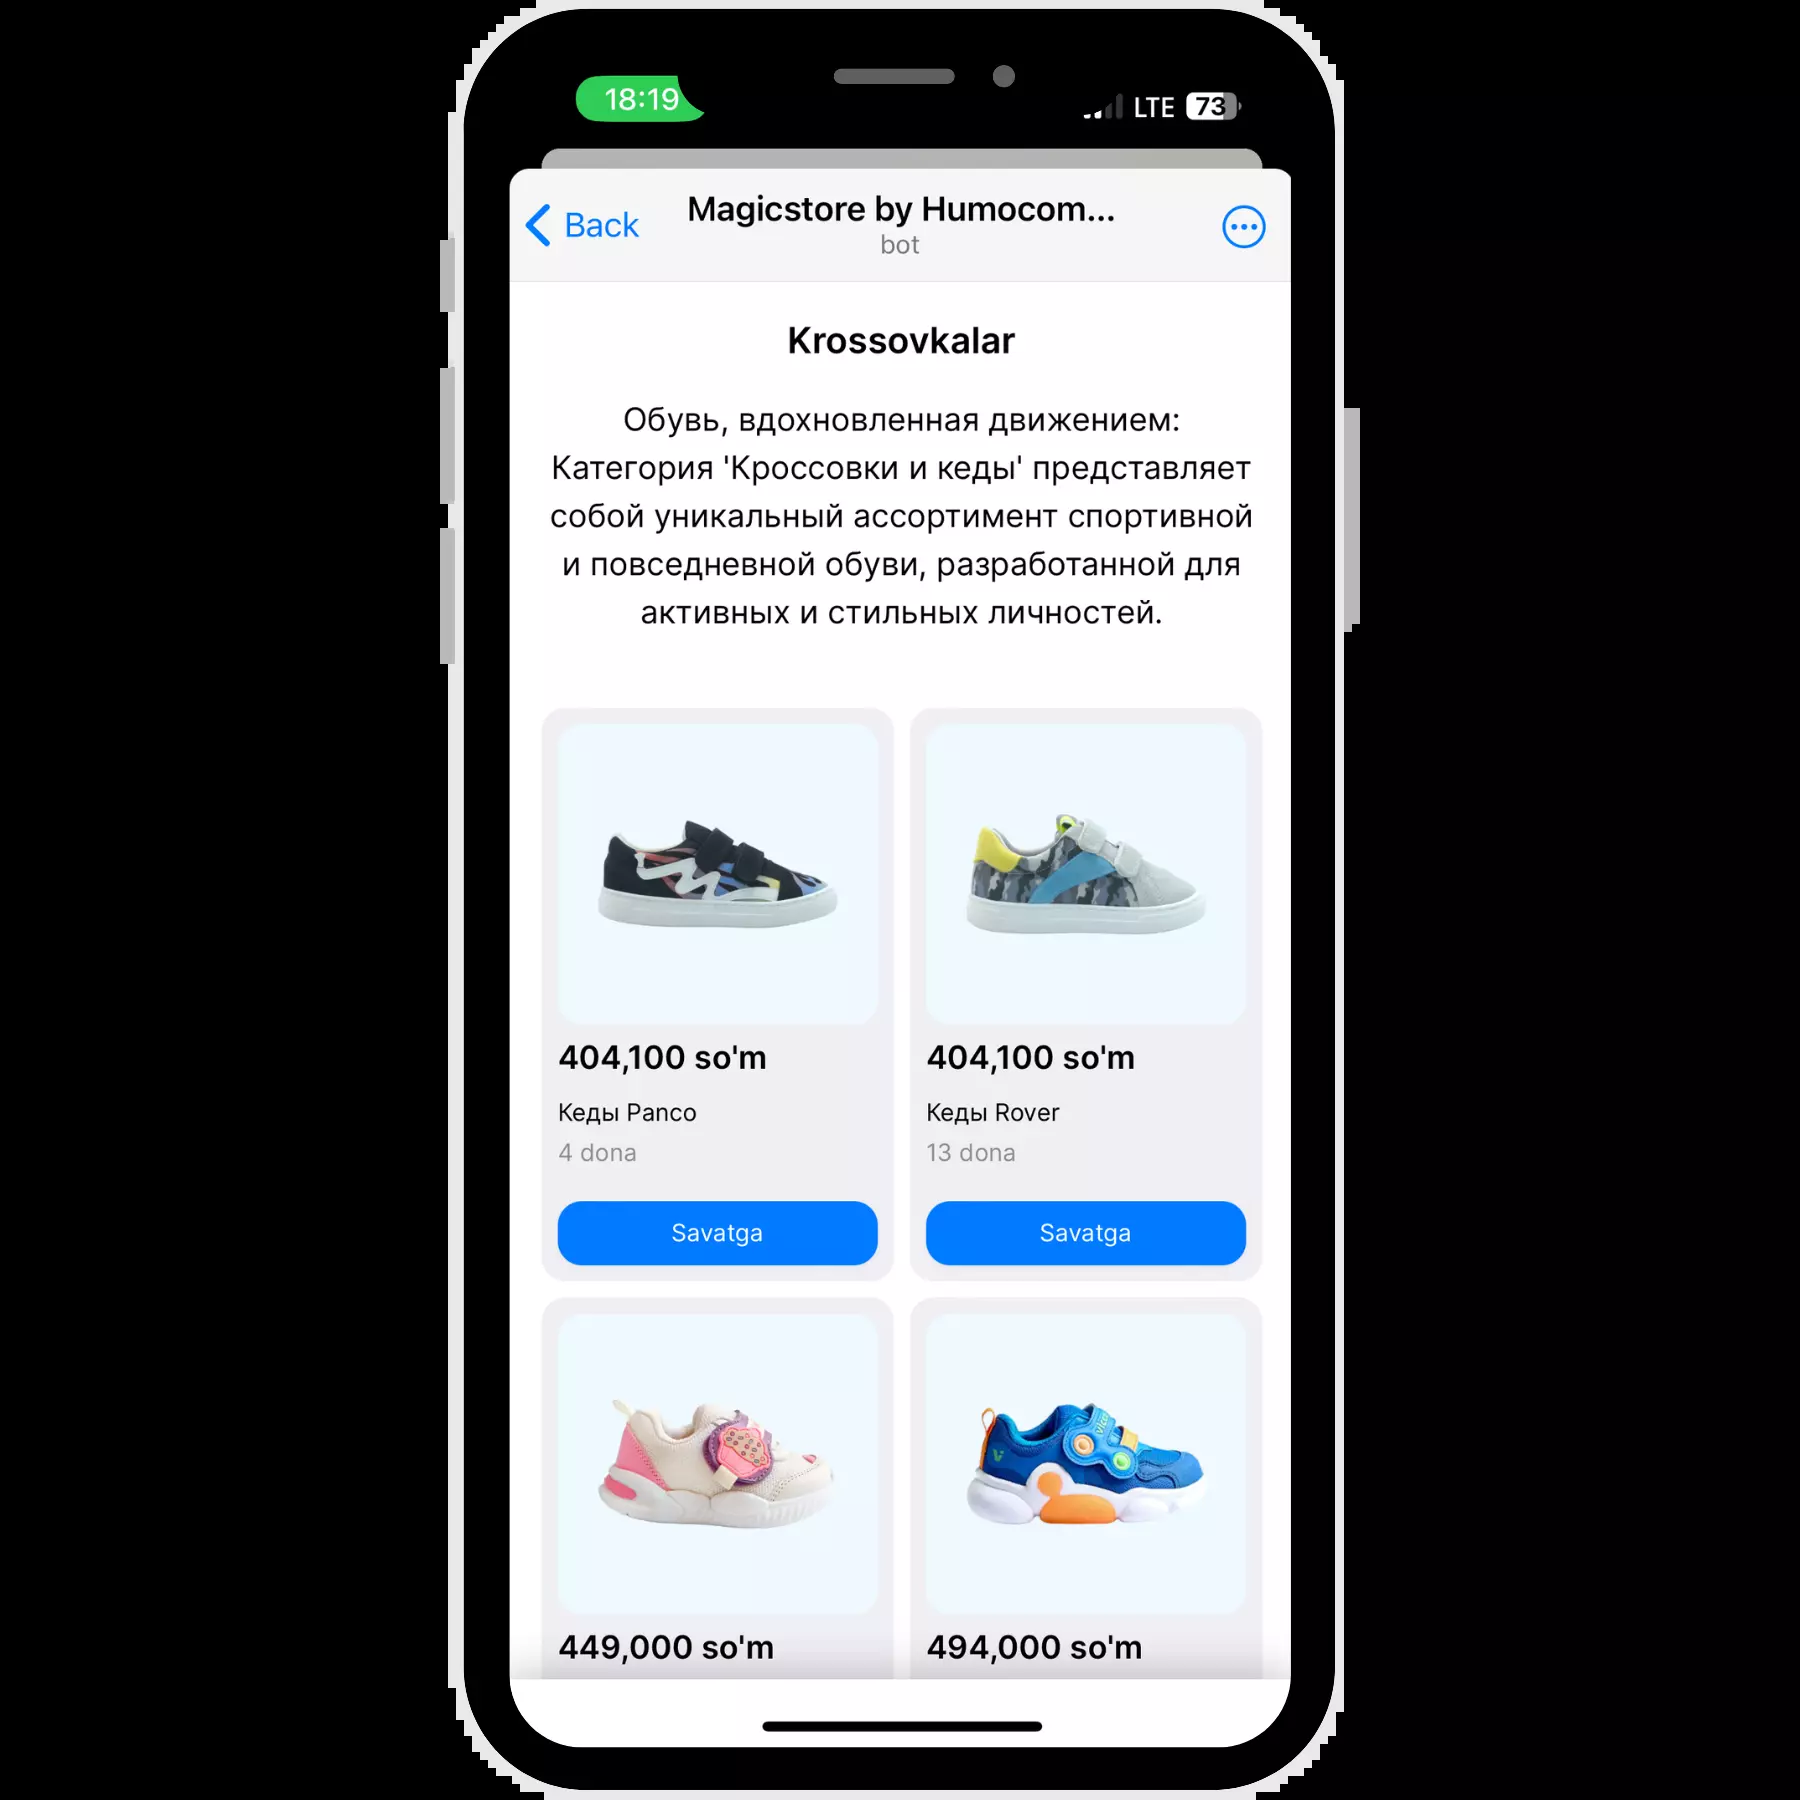 18:19
LTE 73
Back
Magicstore by Humocom...
bot
Krossovkalar
Обувь, вдохновленная движением:
Категория 'Кроссовки и кеды' представляет
собой уникальный ассортимент спортивной
и повседневной обуви, разработанной для
активных и стильных личностей.
404,100 so'm
Кеды Panco
4 dona
Savatga
404,100 so'm
Кеды Rover
13 dona
Savatga
449,000 so'm
494,000 so'm